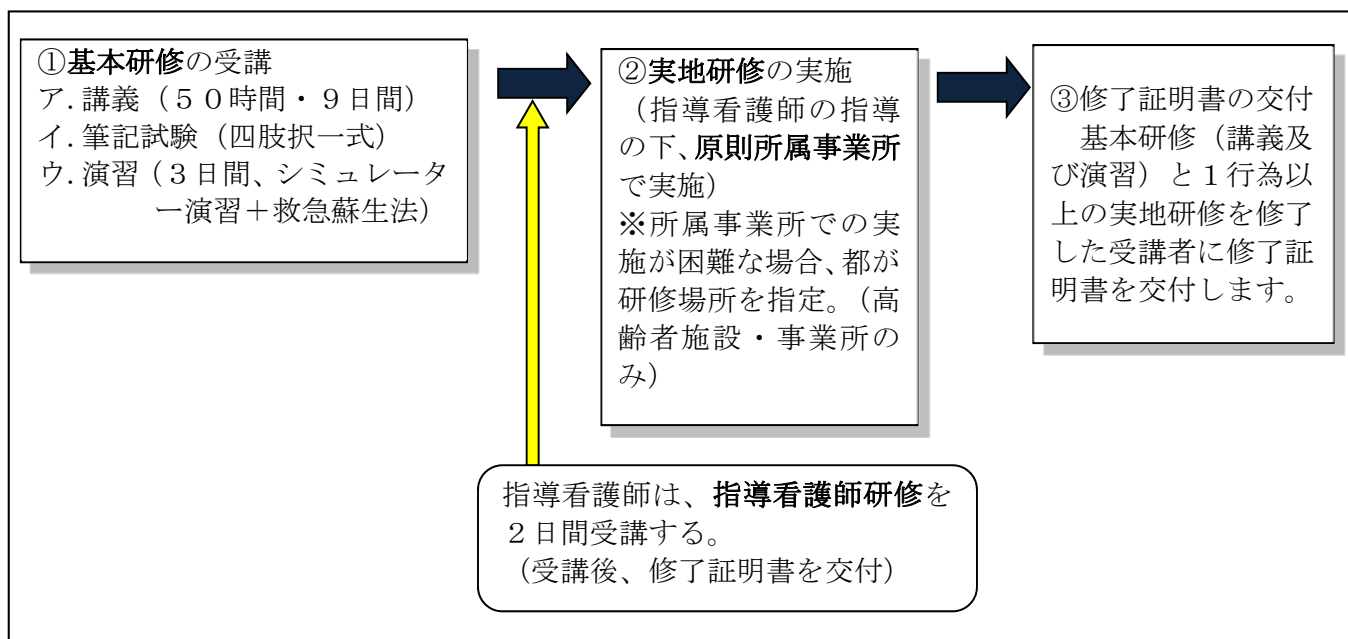 ①基本研修の受講
ア.講義（５０時間・９日間）
イ.筆記試験（四肢択一式）
ウ.演習（３日間、シミュレータ
ー演習＋救急蘇生法）
②実地研修の実施
（指導看護師の指導
の下、原則所属事業所
で実施）
※所属事業所での実
施が困難な場合、都が
研修場所を指定。（高
齢者施設・事業所の
み）
③修了証明書の交付
基本研修（講義及
び演習）と１行為以
上の実地研修を修了
した受講者に修了証
明書を交付します。
指導看護師は、指導看護師研修を
２日間受講する。
（受講後、修了証明書を交付）